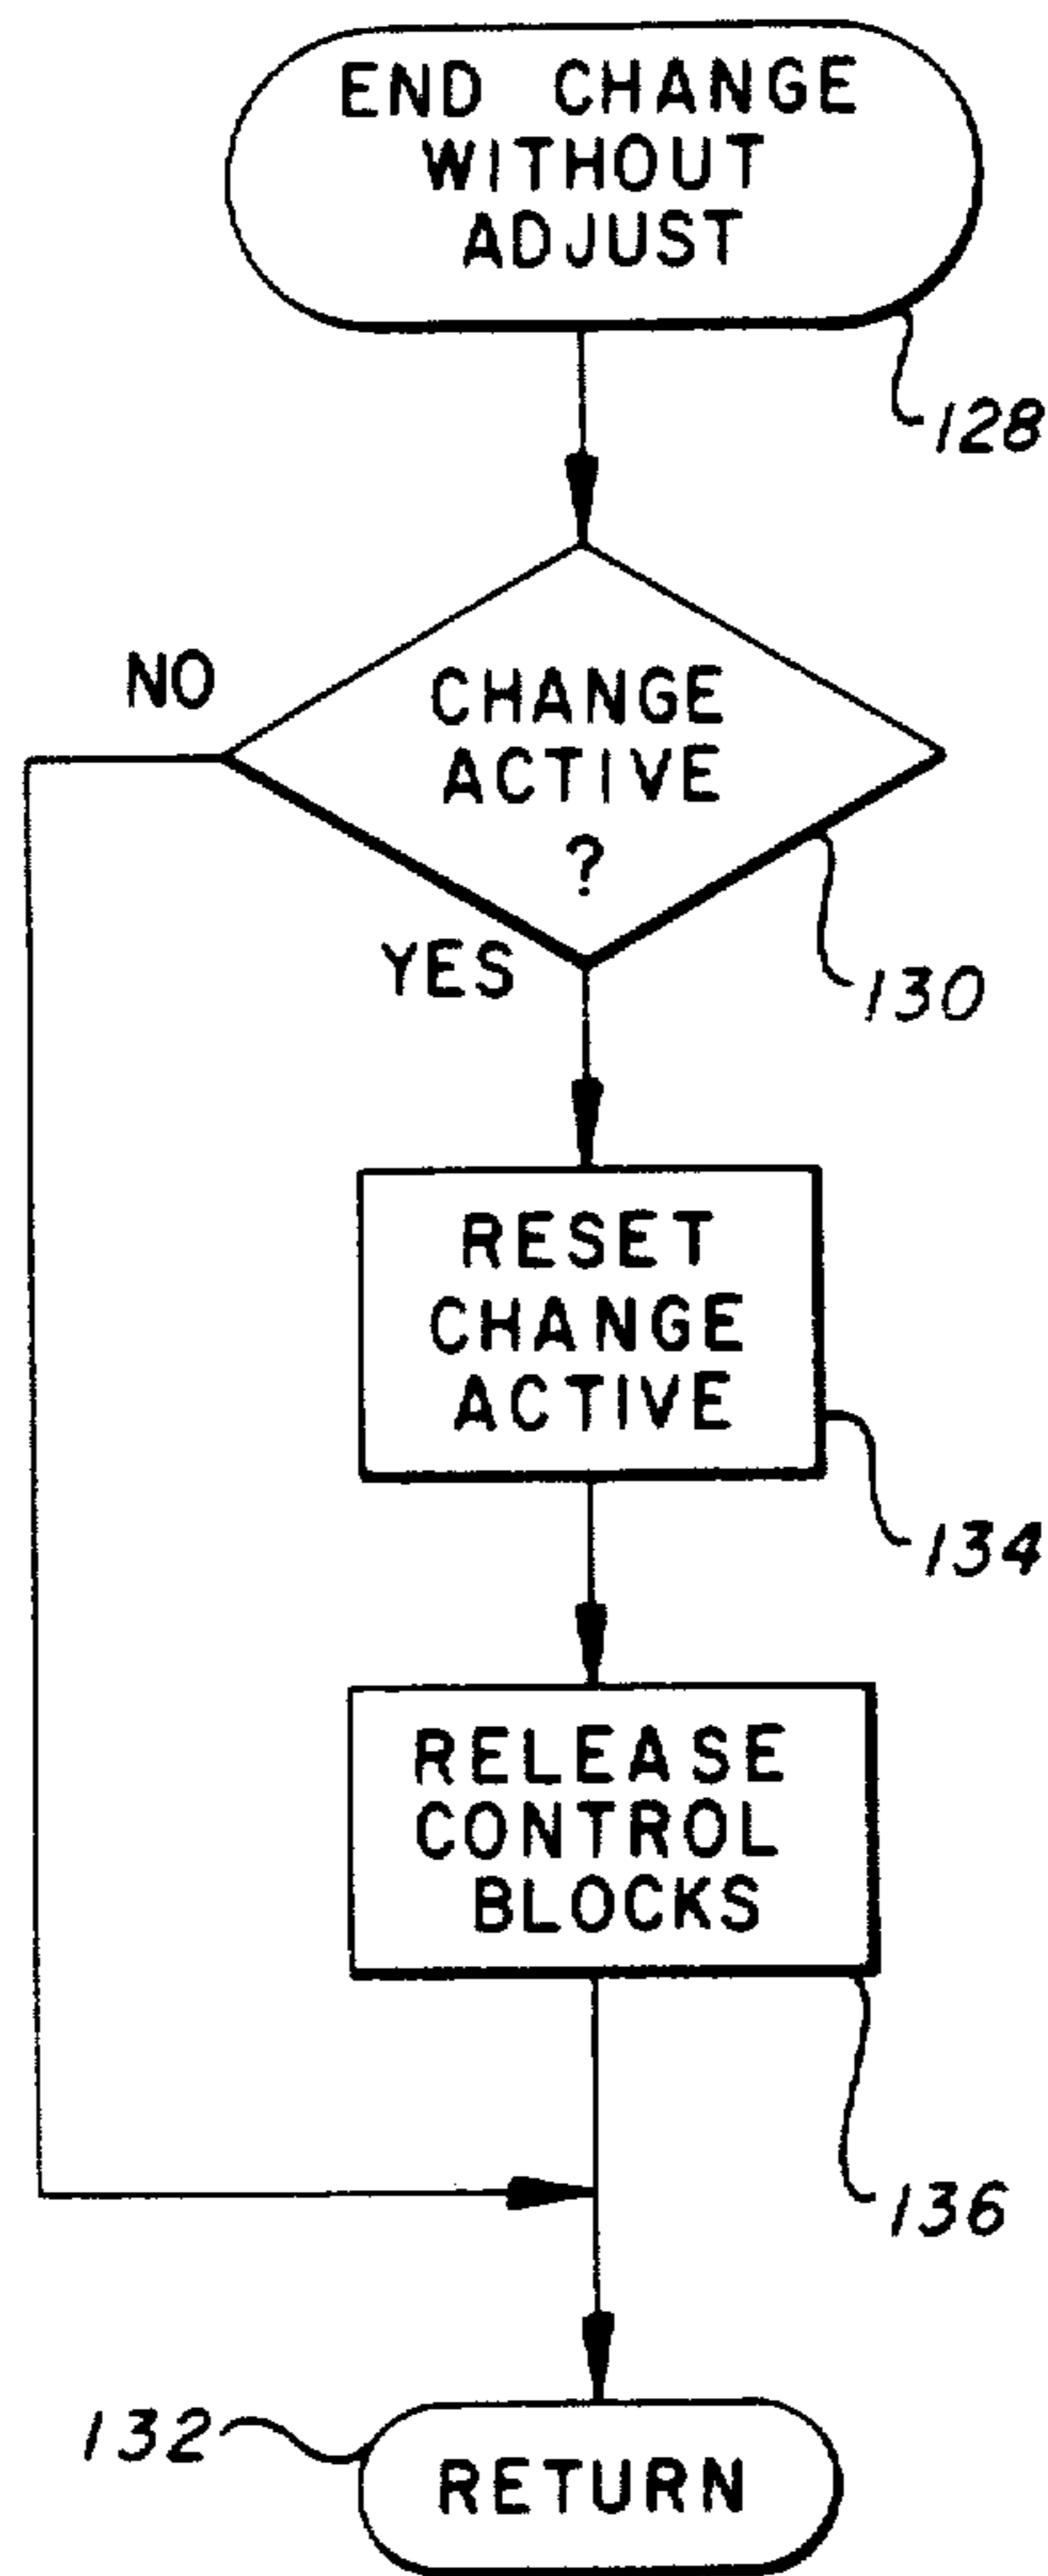 END CHANGE
WITHOUT
ADJUST
128
NO
CHANGE
ACTIVE
?
YES
130
RESET
CHANGE
ACTIVE
134
RELEASE
CONTROL
BLOCKS
136
132
RETURN